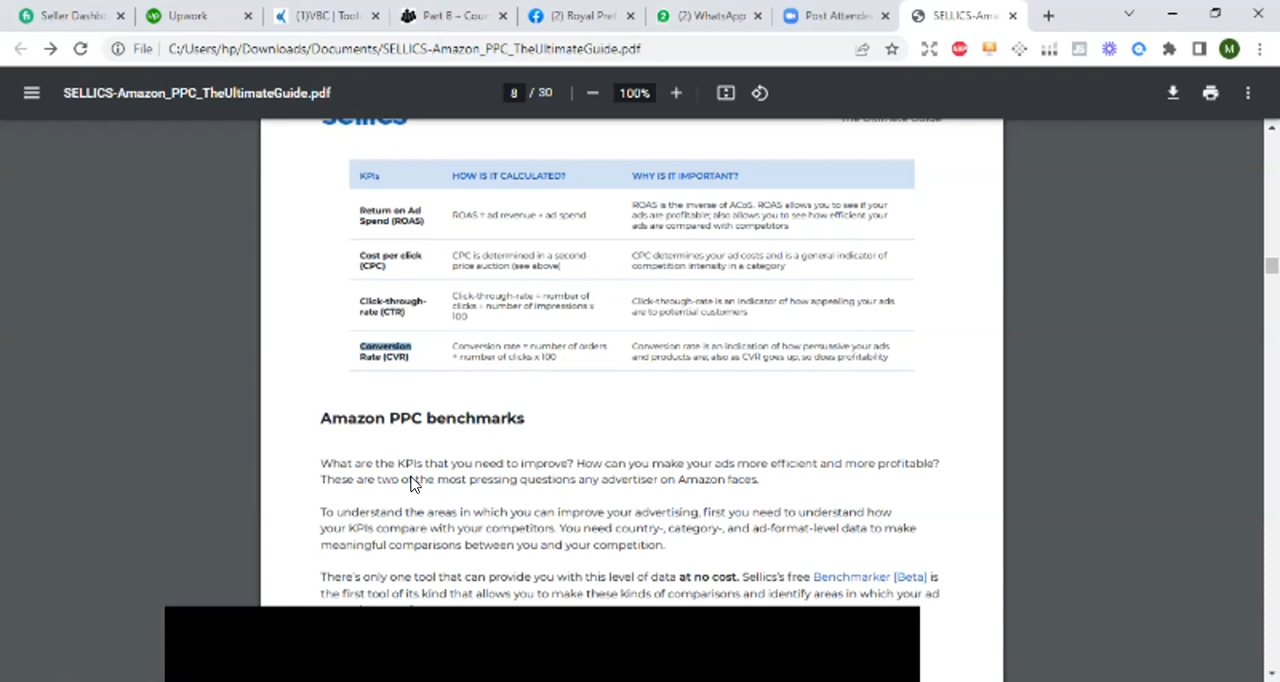 Seller Dashb
Upwork
(1)VBC | Tool
Part B – Cour
(2) Royal Pret
(2) WhatsApp
Post Attende
SELLICS-Ama
File C:/Users/hp/Downloads/Documents/SELLICS-Amazon_PPC_TheUltimateGuide.pdf
ABP
JS
M
SELLICS-Amazon_PPC_TheUltimateGuide.pdf
8 / 30
100%
sellics
The Ultimate Guide
KPIs HOW IS IT CALCULATED? WHY IS IT IMPORTANT?
Return on Ad
Spend (ROAS)
ROAS = ad revenue ÷ ad spend
ROAS is the inverse of ACoS. ROAS allows you to see if your
ads are profitable; also allows you to see how efficient your
ads are compared with competitors
Cost per click
(CPC)
CPC is determined in a second-
price auction (see above)
CPC determines your ad costs and is a general indicator of
competition intensity in a category
Click-through-
rate (CTR)
Click-through-rate = number of
clicks ÷ number of impressions x
100
Click-through-rate is an indicator of how appealing your ads
are to potential customers
Conversion
Rate (CVR)
Conversion rate = number of orders
÷ number of clicks x 100
Conversion rate is an indication of how persuasive your ads
and products are; also as CVR goes up, so does profitability
Amazon PPC benchmarks
What are the KPIs that you need to improve? How can you make your ads more efficient and more profitable?
These are two of the most pressing questions any advertiser on Amazon faces.
To understand the areas in which you can improve your advertising, first you need to understand how
your KPIs compare with your competitors. You need country-, category-, and ad-format-level data to make
meaningful comparisons between you and your competition.
There's only one tool that can provide you with this level of data at no cost. Sellics's free Benchmarker [Beta] is
the first tool of its kind that allows you to make these kinds of comparisons and identify areas in which your ad